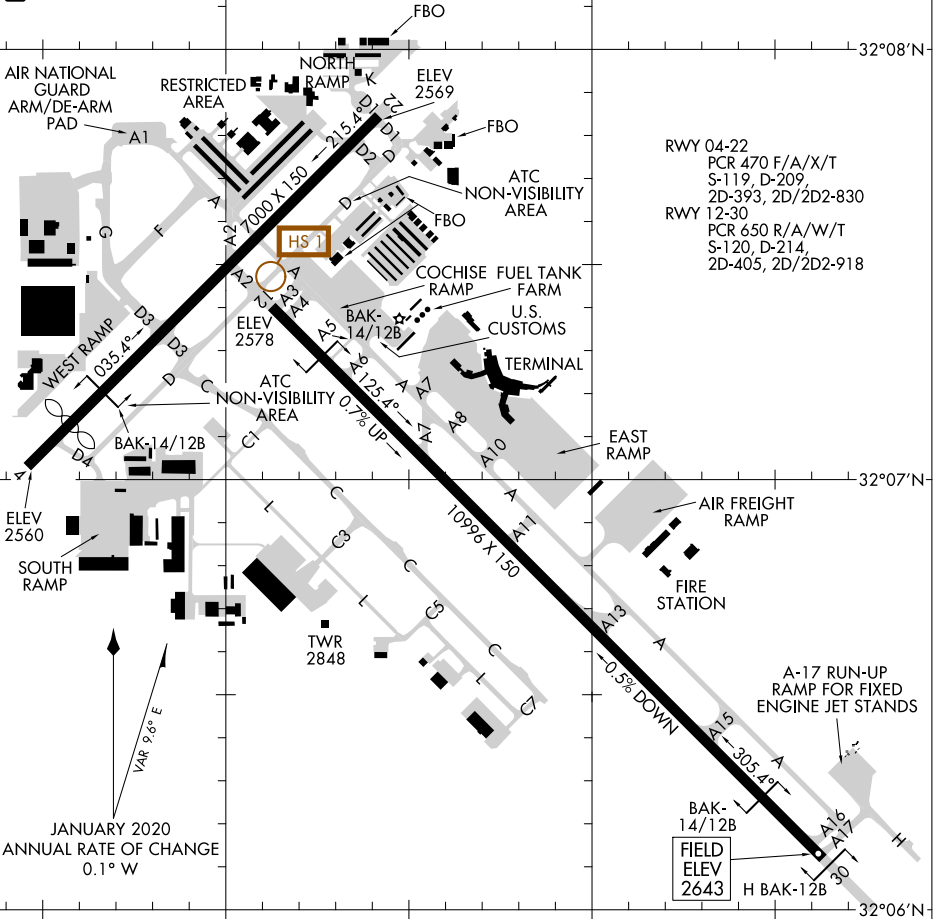 FBO
32°08'N
AIR NATIONAL
GUARD
ARM/DE-ARM
PAD
RESTRICTED
AREA
NORTH
RAMP
K
ELEV
2569
D1
22
D1
A1
215.4°
D2
D
FBO
RWY 04-22
PCR 470 F/A/X/T
S-119, D-209,
2D-393, 2D/2D2-830
RWY 12-30
PCR 650 R/A/W/T
S-120, D-214,
2D-405, 2D/2D2-918
ATC
NON-VISIBILITY
AREA
A
D
7000 X 150
FBO
G
F
A2
HS 1
A2
A
COCHISE
RAMP
FUEL TANK
FARM
12
A3
A4
ELEV
2578
BAK-
14/12B
A5
U.S.
CUSTOMS
D3
D3
WEST RAMP
035.4°
A6
TERMINAL
125.4°
A
A7
D
C
ATC
NON-VISIBILITY
AREA
0.7% UP
A7
A8
BAK-14/12B
C1
A10
EAST
RAMP
D4
4
32°07'N
ELEV
2560
C
L
A
10996 X 150
A11
AIR FREIGHT
RAMP
C3
SOUTH
RAMP
C
L
FIRE
STATION
C5
A13
TWR
2848
C
A
L
0.5% DOWN
C7
A-17 RUN-UP
RAMP FOR FIXED
ENGINE JET STANDS
VAR 9.6° E
A15
305.4°
A
JANUARY 2020
ANNUAL RATE OF CHANGE
0.1° W
BAK-
14/12B
A16
A17
H
FIELD
ELEV
2643
H BAK-12B
30
32°06'N